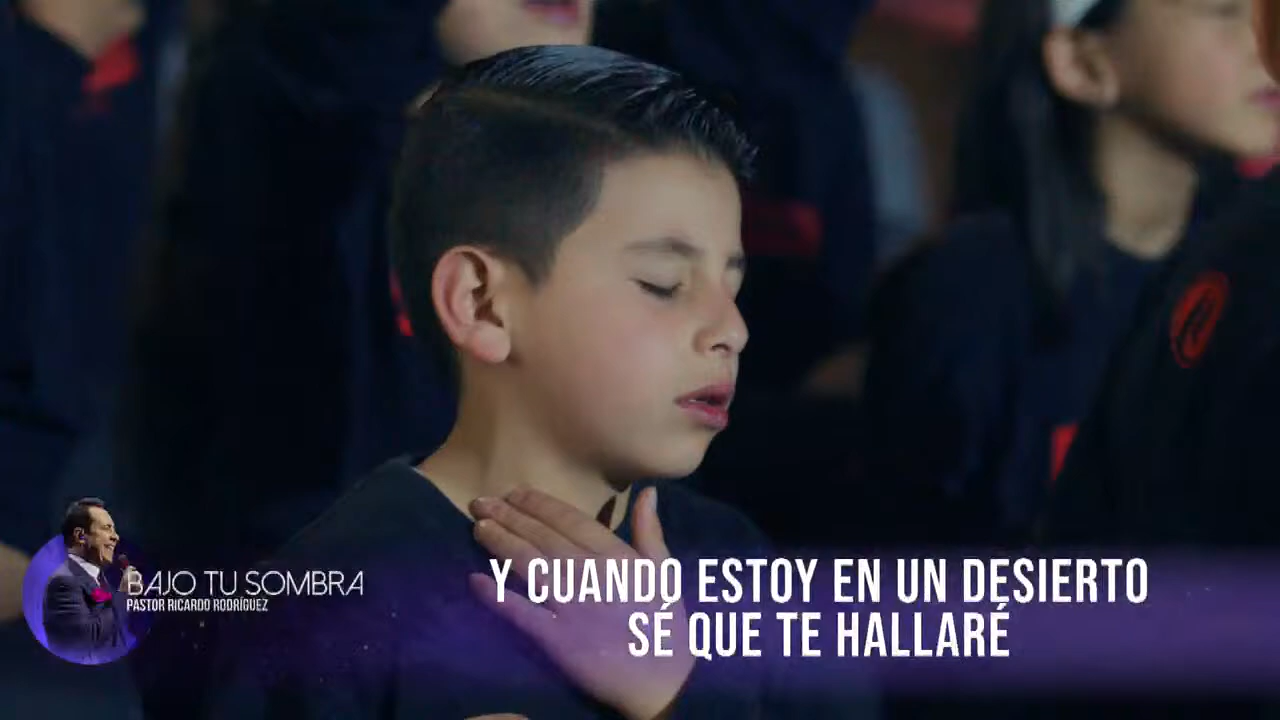 BAJO TU SOMBRA
PASTOR RICARDO RODRÍGUEZ
Y CUANDO ESTOY EN UN DESIERTO
SÉ QUE TE HALLARÉ